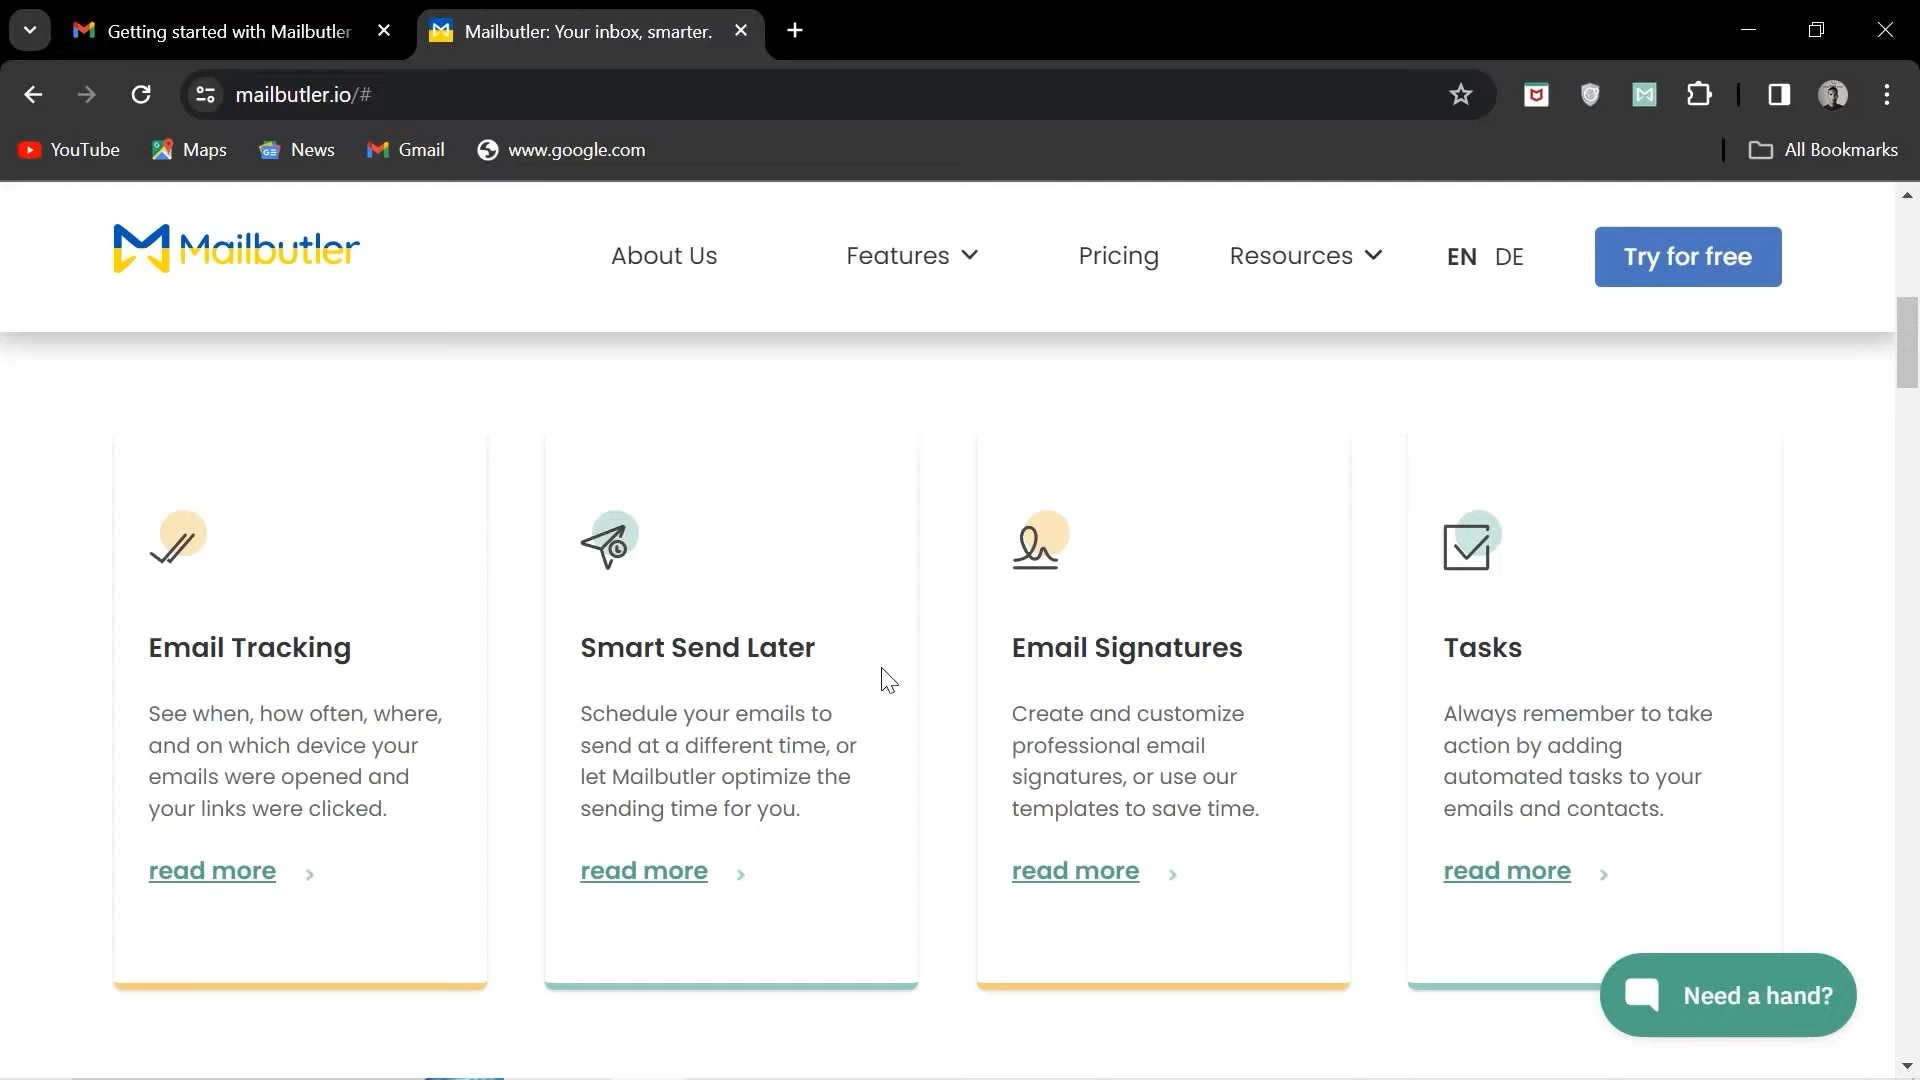 Getting started with Mailbutler
Mailbutler: Your inbox, smarter.
mailbutler.io/#
YouTube
Maps
News
Gmail
www.google.com
All Bookmarks
Mailbutler
About Us
Features
Pricing
Resources
EN DE
Try for free
Email Tracking
See when, how often, where,
and on which device your
emails were opened and
your links were clicked.
read more
Smart Send Later
Schedule your emails to
send at a different time, or
let Mailbutler optimize the
sending time for you.
read more
Email Signatures
Create and customize
professional email
signatures, or use our
templates to save time.
read more
Tasks
Always remember to take
action by adding
automated tasks to your
emails and contacts.
read more
Need a hand?